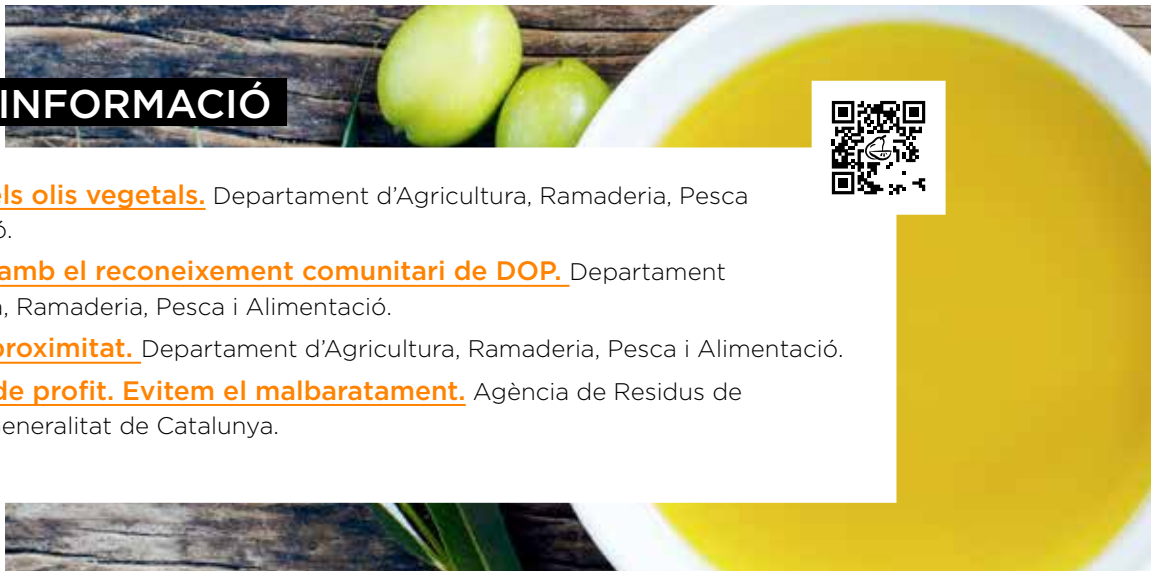 INFORMACIÓ
els olis vegetals. Departament d'Agricultura, Ramaderia, Pesca
ó.
amb el reconeixement comunitari de DOP. Departament
, Ramaderia, Pesca i Alimentació.
proximitat. Departament d'Agricultura, Ramaderia, Pesca i Alimentació.
de profit. Evitem el malbaratament. Agència de Residus de
Generalitat de Catalunya.